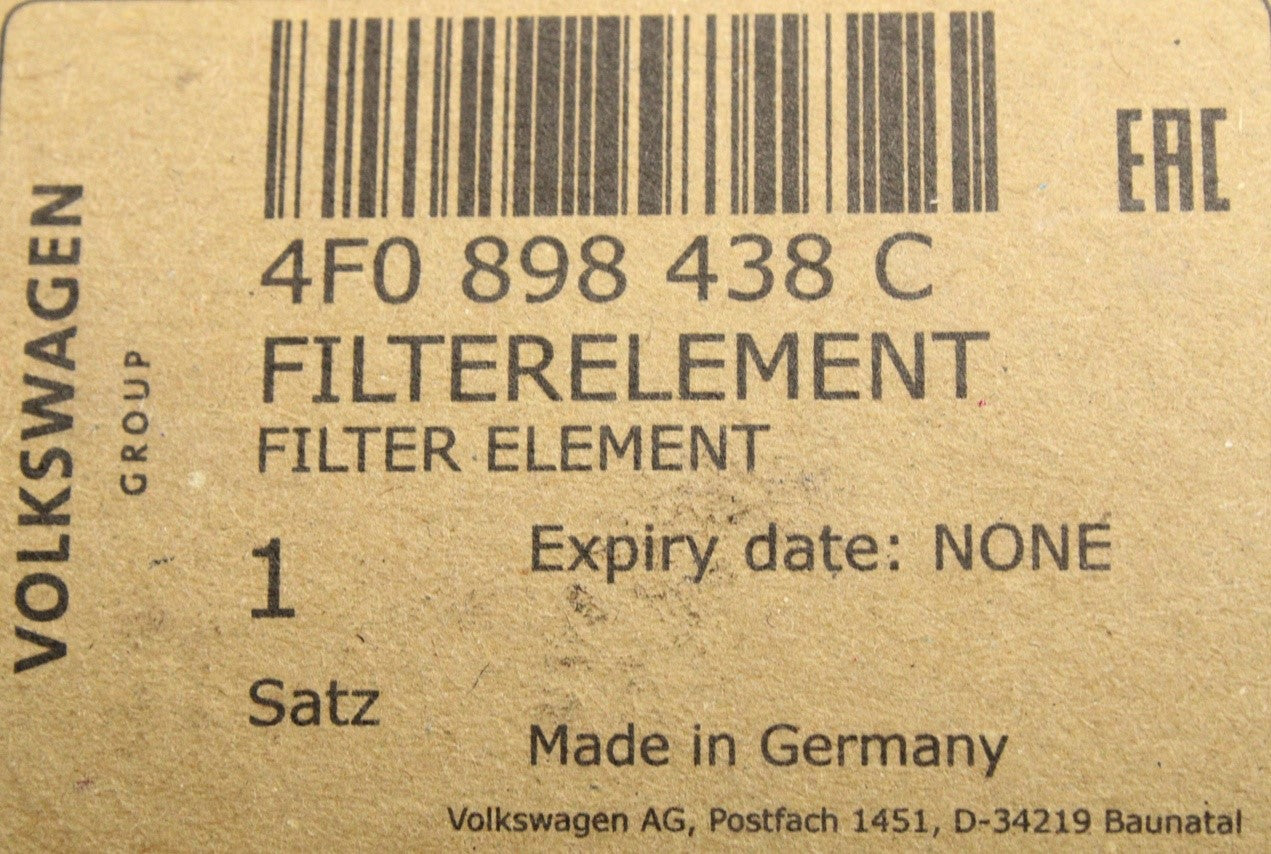 EAC
4F0 898 438 C
FILTERELEMENT
FILTER ELEMENT
1
Expiry date: NONE
Satz
Made in Germany
Volkswagen AG, Postfach 1451, D-34219 Baunatal
VOLKSWAGEN
GROUP